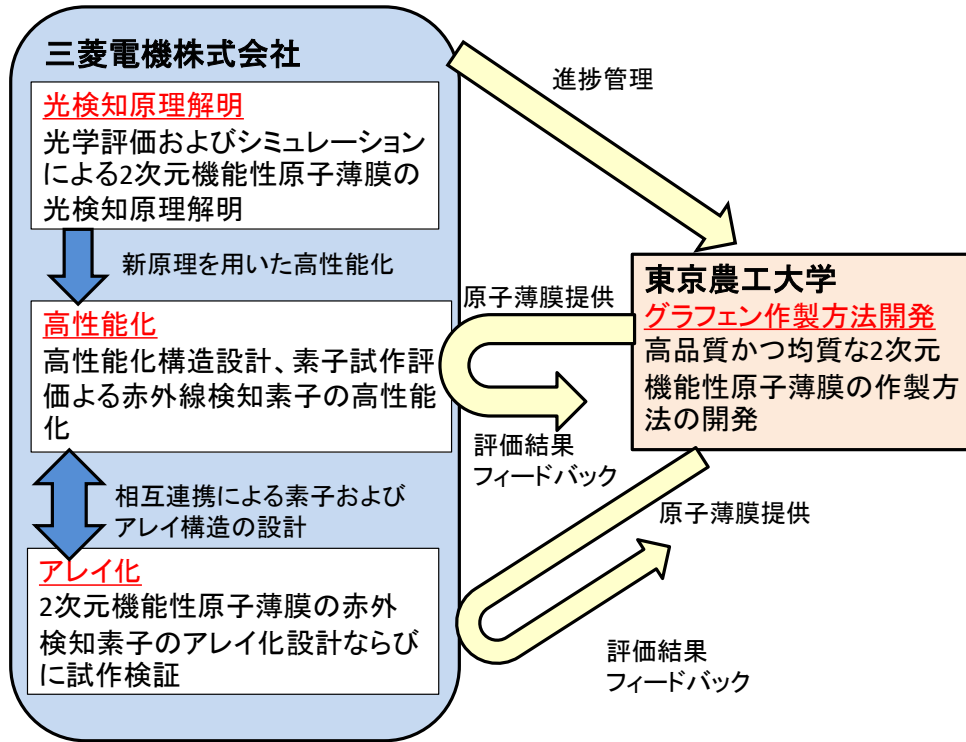 三菱電機株式会社
光検知原理解明
光学評価およびシミュレーション
による2次元機能性原子薄膜の
光検知原理解明
新原理を用いた高性能化
高性能化
高性能化構造設計、素子試作評
価よる赤外線検知素子の高性能
化
相互連携による素子および
アレイ構造の設計
アレイ化
2次元機能性原子薄膜の赤外
検知素子のアレイ化設計ならび
に試作検証
進捗管理
東京農工大学
グラフェン作製方法開発
高品質かつ均質な2次元
機能性原子薄膜の作製方
法の開発
原子薄膜提供
評価結果
フィードバック
原子薄膜提供
評価結果
フィードバック